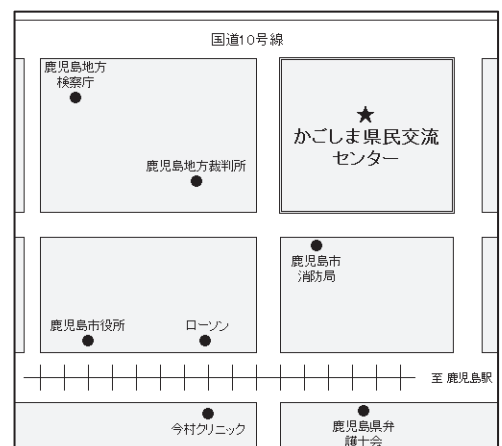 国道10号線
鹿児島地方
検察庁
★
かごしま県民交流
センター
鹿児島地方裁判所
鹿児島市
消防局
鹿児島市役所
ローソン
至 鹿児島駅
今村クリニック
鹿児島県弁
護士会